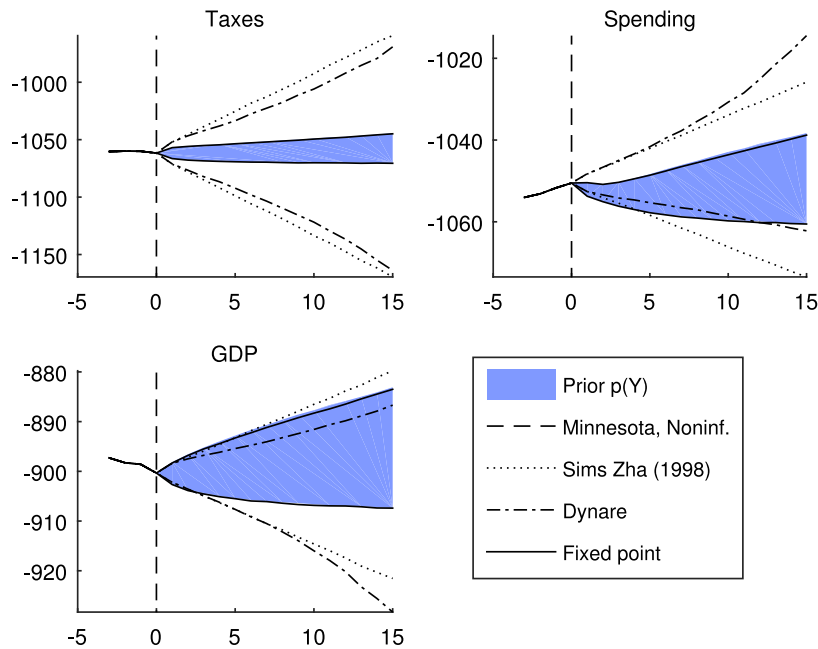 Taxes
-1000
-1050
-1100
-1150
-5 0 5 10 15
Spending
-1020
-1040
-1060
-5 0 5 10 15
GDP
-880
-890
-900
-910
-920
-5 0 5 10 15
Prior p(Y)
Minnesota, Noninf.
Sims Zha (1998)
Dynare
Fixed point